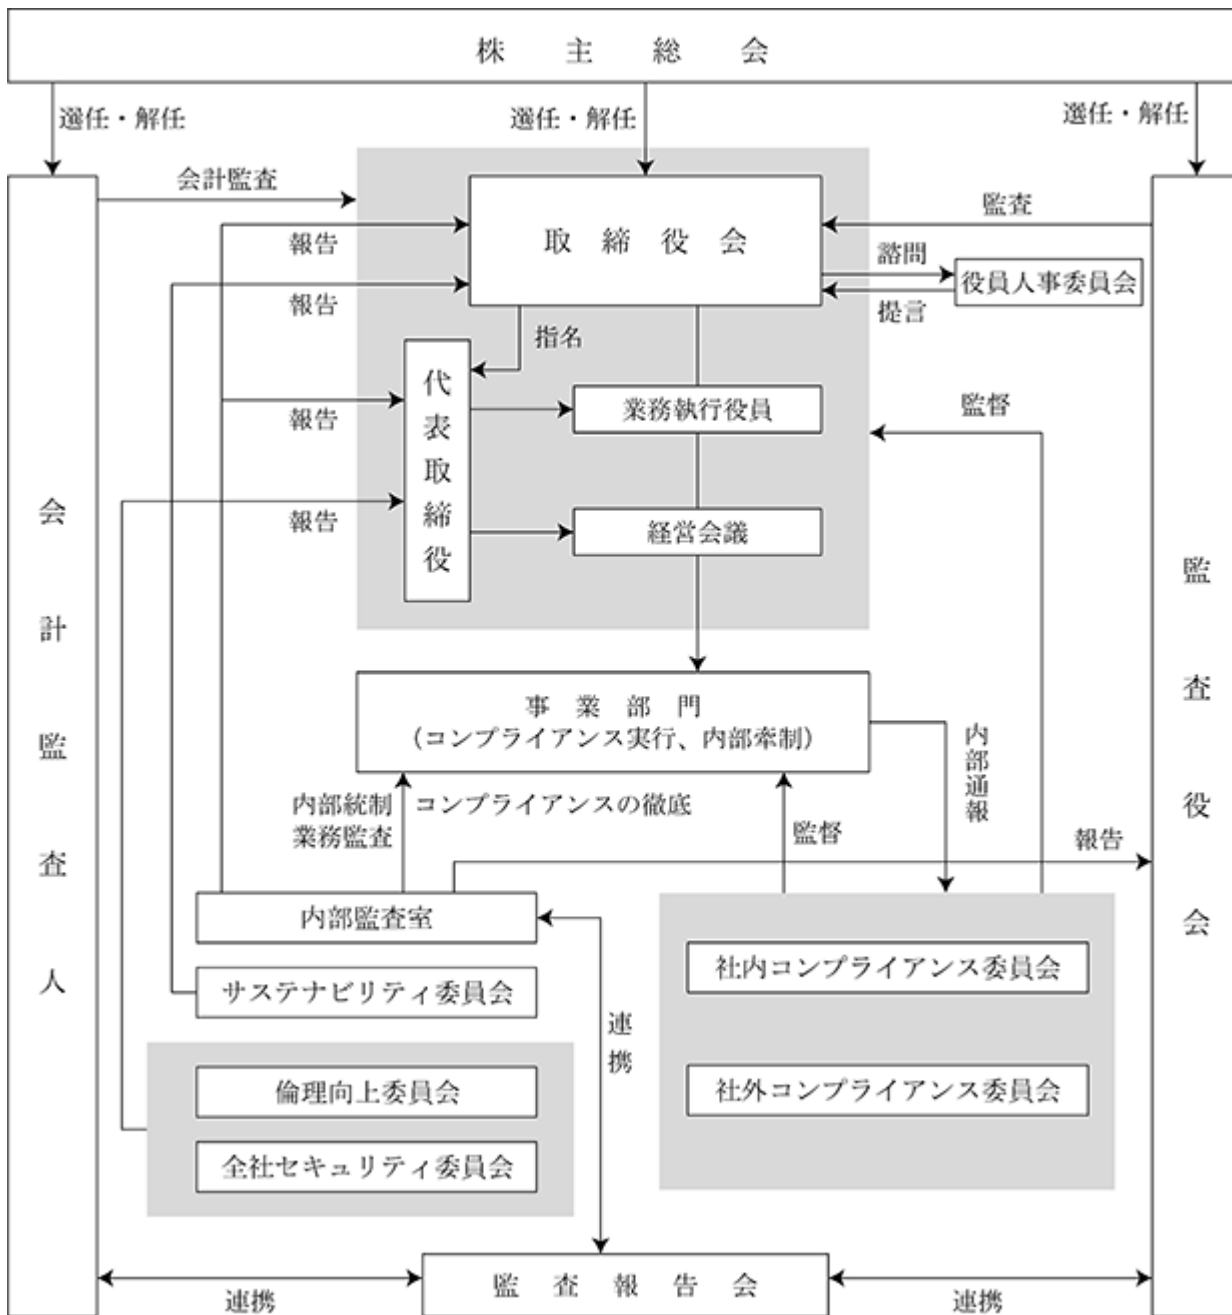 株主総会
選任・解任
選任・解任
選任・解任
会計監査
取締役会
監査
報告
諮問
役員人事委員会
提言
報告
指名
代表取締役
業務執行役員
監督
報告
経営会議
報告
会計監査人
監査役会
事業部門
(コンプライアンス実行、内部牽制)
内部通報
内部統制
業務監査
コンプライアンスの徹底
監督
報告
内部監査室
サステナビリティ委員会
社内コンプライアンス委員会
連携
倫理向上委員会
社外コンプライアンス委員会
全社セキュリティ委員会
監査報告会
連携
連携